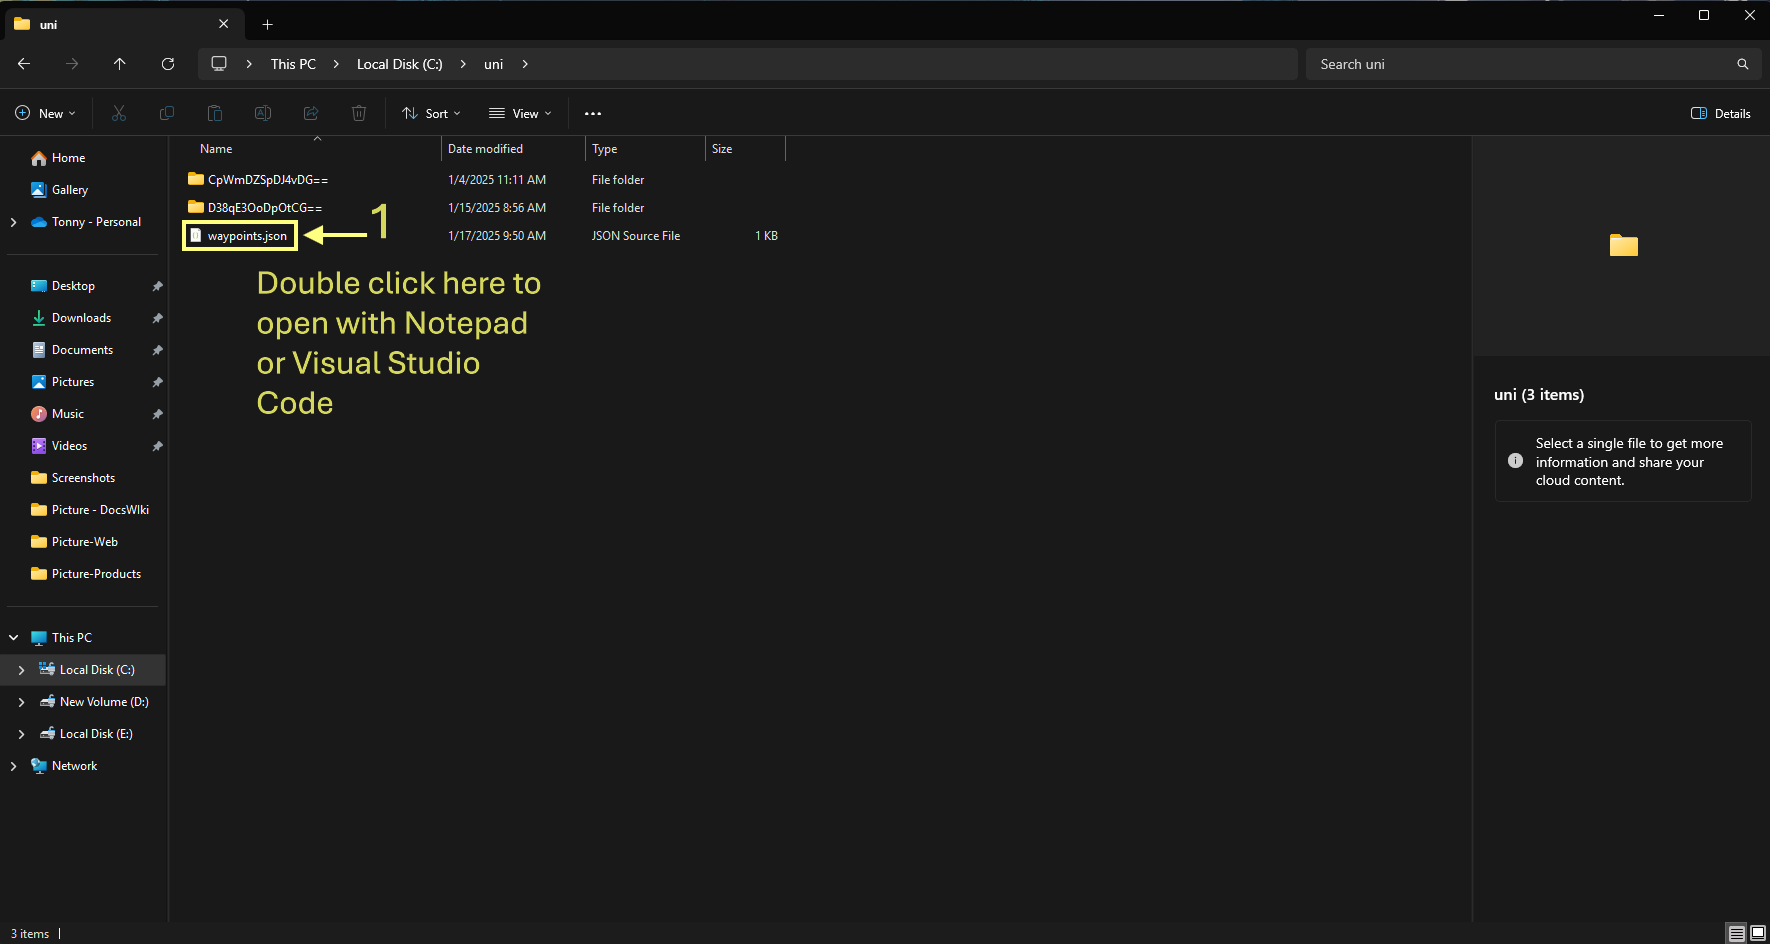 uni
This PC
Local Disk (C:)
uni
Search uni
New
Sort
View
Details
Name
Date modified
Type
Size
CpWmDZSpDJ4vDG==
1/4/2025 11:11 AM
File folder
D38qE3OoDpOtCG==
1/15/2025 8:56 AM
File folder
waypoints.json
1
1/17/2025 9:50 AM
JSON Source File
1 KB
Double click here to
open with Notepad
or Visual Studio
Code
Home
Gallery
Tonny - Personal
Desktop
Downloads
Documents
Pictures
Music
Videos
Screenshots
Picture - DocsWIki
Picture-Web
Picture-Products
This PC
Local Disk (C:)
New Volume (D:)
Local Disk (E:)
Network
uni (3 items)
Select a single file to get more
information and share your
cloud content.
3 items